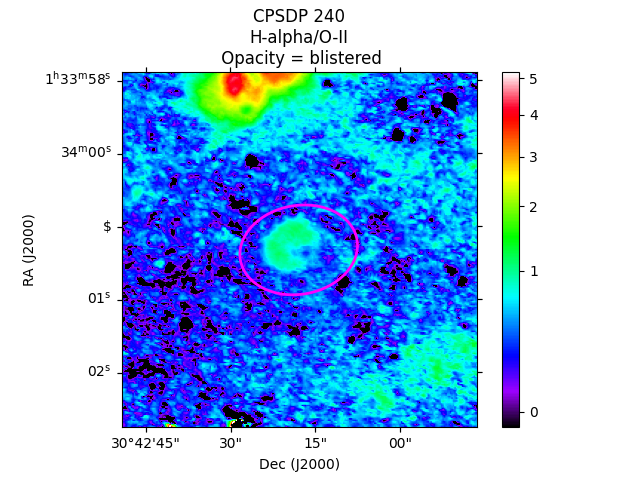 CPSDP 240
H-alpha/O-II
Opacity = blistered
1ʰ33ᵐ58ˢ
34ᵐ00ˢ
$
01ˢ
02ˢ
RA (J2000)
30°42'45" 30" 15" 00"
Dec (J2000)
5
4
3
2
1
0